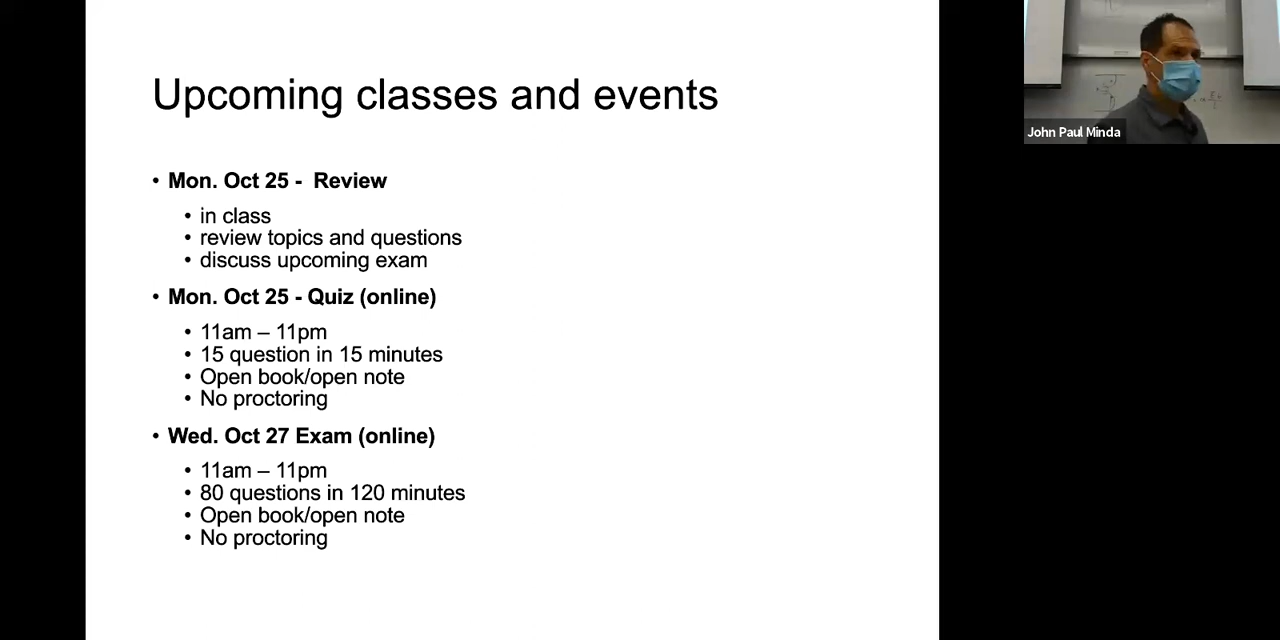 Upcoming classes and events
• Mon. Oct 25 -  Review
• in class
• review topics and questions
• discuss upcoming exam
• Mon. Oct 25 - Quiz (online)
• 11am – 11pm
• 15 question in 15 minutes
• Open book/open note
• No proctoring
• Wed. Oct 27 Exam (online)
• 11am – 11pm
• 80 questions in 120 minutes
• Open book/open note
• No proctoring
John Paul Minda